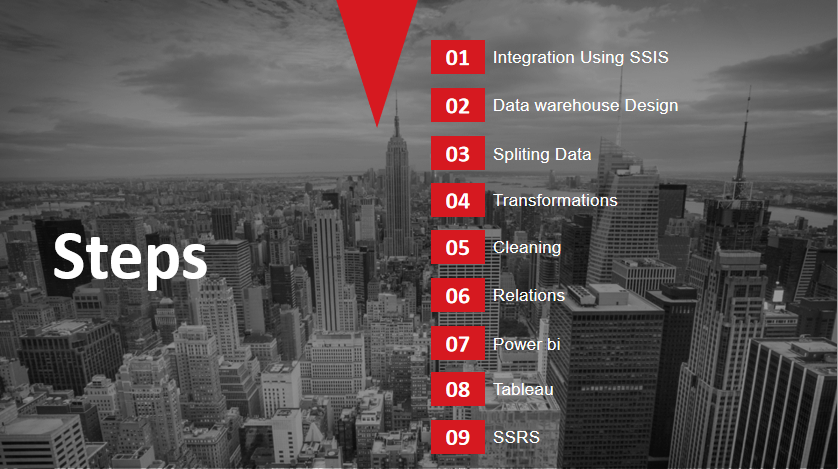 Steps
01 Integration Using SSIS
02 Data warehouse Design
03 Spliting Data
04 Transformations
05 Cleaning
06 Relations
07 Power bi
08 Tableau
09 SSRS